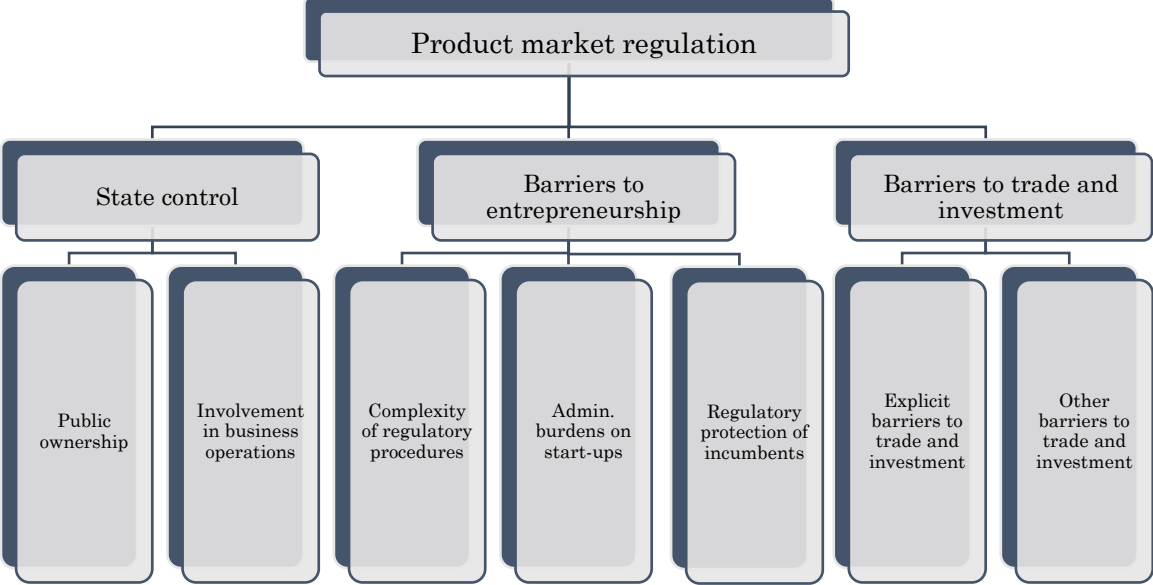 Product market regulation
State control
Barriers to
entrepreneurship
Barriers to trade and
investment
Public
ownership
Involvement
in business
operations
Complexity
of regulatory
procedures
Admin.
burdens on
start-ups
Regulatory
protection of
incumbents
Explicit
barriers to
trade and
investment
Other
barriers to
trade and
investment